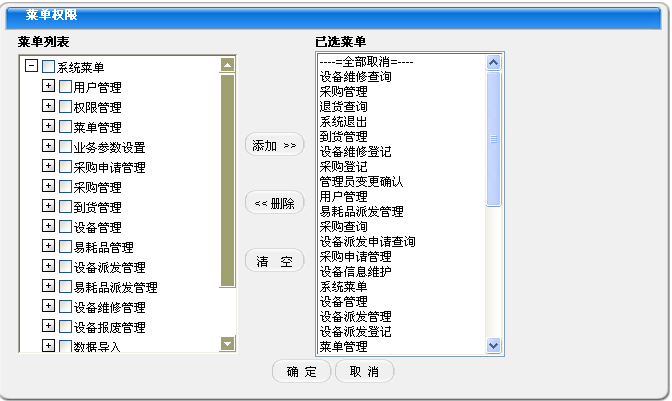 菜单权限
菜单列表
系统菜单
用户管理
权限管理
菜单管理
业务参数设置
采购申请管理
采购管理
到货管理
设备管理
易耗品管理
设备派发管理
易耗品派发管理
设备维修管理
设备报废管理
数据导入
添加 >>
<< 删除
清 空
已选菜单
----=全部取消=----
设备维修查询
采购管理
退货查询
系统退出
到货管理
设备维修登记
采购登记
管理员变更确认
用户管理
易耗品派发管理
采购查询
设备派发申请查询
采购申请管理
设备信息维护
系统菜单
设备管理
设备派发管理
设备派发登记
菜单管理
确 定
取 消